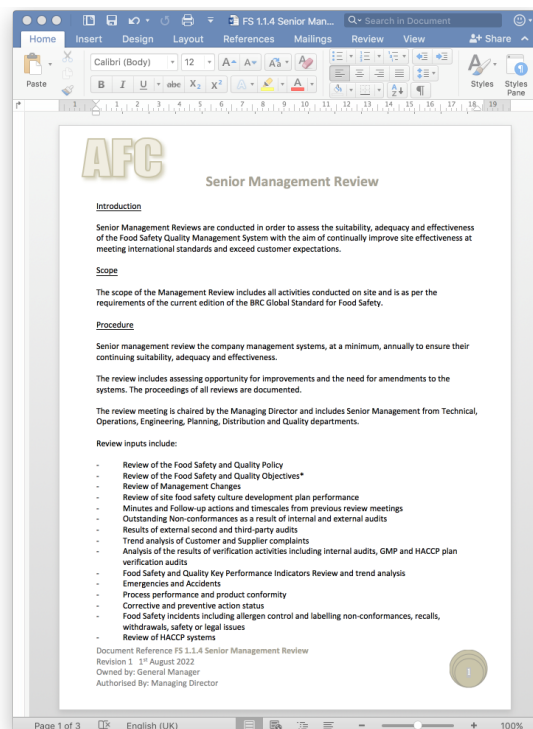 FS 1.1.4 Senior Man...
Search in Document
Home Insert Design Layout References Mailings Review View Share
Paste
Calibri (Body) 12
Styles
Styles Pane
AFC
Senior Management Review
Introduction
Senior Management Reviews are conducted in order to assess the suitability, adequacy and effectiveness
of the Food Safety Quality Management System with the aim of continually improve site effectiveness at
meeting international standards and exceed customer expectations.
Scope
The scope of the Management Review includes all activities conducted on site and is as per the
requirements of the current edition of the BRC Global Standard for Food Safety.
Procedure
Senior management review the company management systems, at a minimum, annually to ensure their
continuing suitability, adequacy and effectiveness.
The review includes assessing opportunity for improvements and the need for amendments to the
systems. The proceedings of all reviews are documented.
The review meeting is chaired by the Managing Director and includes Senior Management from Technical,
Operations, Engineering, Planning, Distribution and Quality departments.
Review inputs include:
- Review of the Food Safety and Quality Policy
- Review of the Food Safety and Quality Objectives*
- Review of Management Changes
- Review of site food safety culture development plan performance
- Minutes and Follow-up actions and timescales from previous review meetings
- Outstanding Non-conformances as a result of internal and external audits
- Results of external second and third-party audits
- Trend analysis of Customer and Supplier complaints
- Analysis of the results of verification activities including internal audits, GMP and HACCP plan
verification audits
- Food Safety and Quality Key Performance Indicators Review and trend analysis
- Emergencies and Accidents
- Process performance and product conformity
- Corrective and preventive action status
- Food Safety incidents including allergen control and labelling non-conformances, recalls,
withdrawals, safety or legal issues
- Review of HACCP systems
Document Reference FS 1.1.4 Senior Management Review
Revision 1 1st August 2022
Owned by: General Manager
Authorised By: Managing Director
1
Page 1 of 3 English (UK) 100%